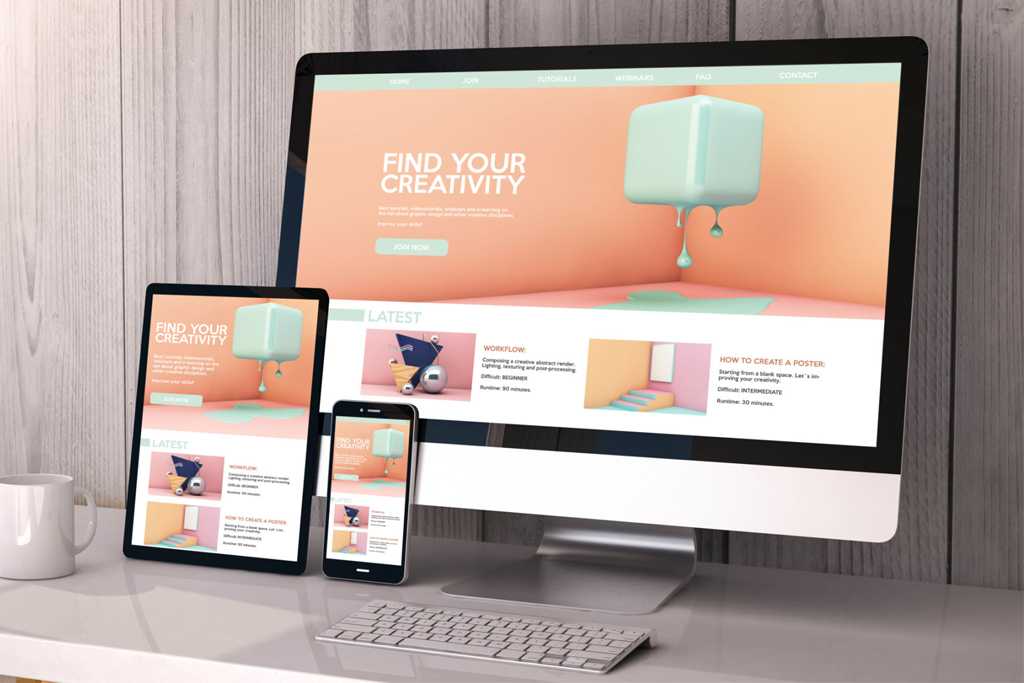 HOME JOIN TUTORIALS WEBINARS FAQ CONTACT
FIND YOUR
CREATIVITY
Best tutorials, videotutorials, webinars and e-learning on
the net about graphic design and other creative disciplines.
Improve your skills!
JOIN NOW
LATEST
WORKFLOW:
Composing a creative abstract render.
Lighting, texturing and post-processing.
Difficult: BEGINNER
Runtime: 90 minutes.
HOW TO CREATE A POSTER:
Starting from a blank space. Let´s im-
proving your creativity.
Difficult: INTERMEDIATE
Runtime: 30 minutes.
FIND YOUR
CREATIVITY
Best tutorials, videotutorials,
webinars and e-learning on the
net about graphic design and
other creative disciplines.
Improve your skills!
JOIN NOW
LATEST
WORKFLOW:
Composing a creative abstract render.
Lighting, texturing and post-processing.
Difficult: BEGINNER
Runtime: 90 minutes.
HOW TO CREATE A POSTER:
Starting from a blank space. Let´s im-
proving your creativity.
Difficult: INTERMEDIATE
Runtime: 30 minutes.
FIND YOUR
CREATIVITY
LATEST